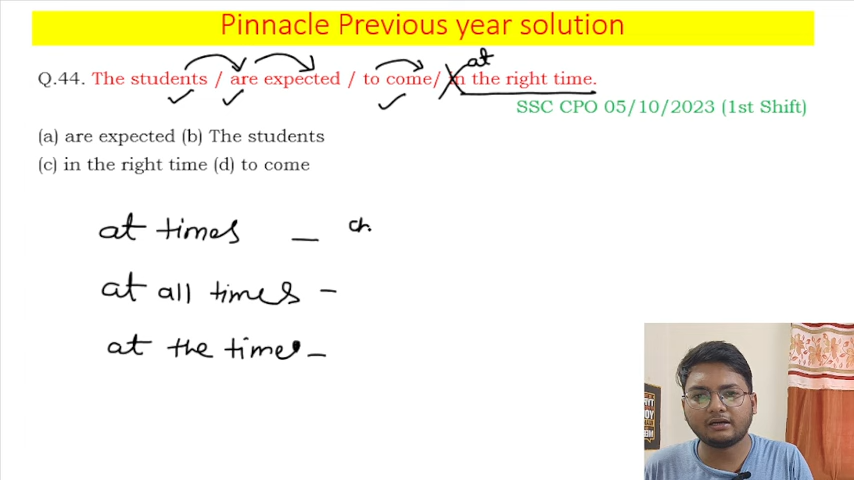 Pinnacle Previous year solution
at
Q.44. The students / are expected / to come/ in the right time.
SSC CPO 05/10/2023 (1st Shift)
(a) are expected (b) The students
(c) in the right time (d) to come
at times _ ch
at all times -
at the time -